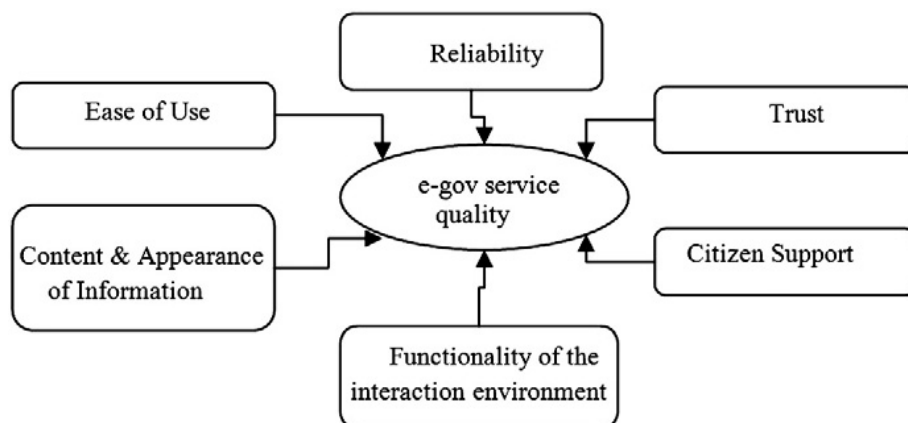 Reliability
Ease of Use
Trust
e-gov service
quality
Content & Appearance
of Information
Citizen Support
Functionality of the
interaction environment